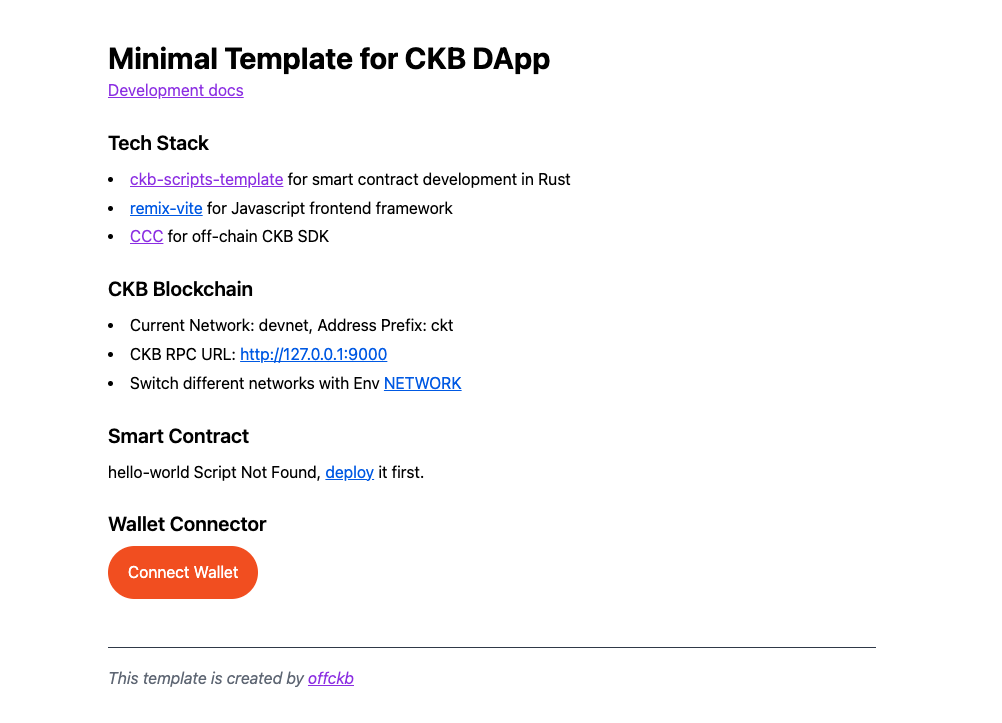 Minimal Template for CKB DApp
Development docs
Tech Stack
• ckb-scripts-template for smart contract development in Rust
• remix-vite for Javascript frontend framework
• CCC for off-chain CKB SDK
CKB Blockchain
• Current Network: devnet, Address Prefix: ckt
• CKB RPC URL: http://127.0.0.1:9000
• Switch different networks with Env NETWORK
Smart Contract
hello-world Script Not Found, deploy it first.
Wallet Connector
Connect Wallet
This template is created by offckb